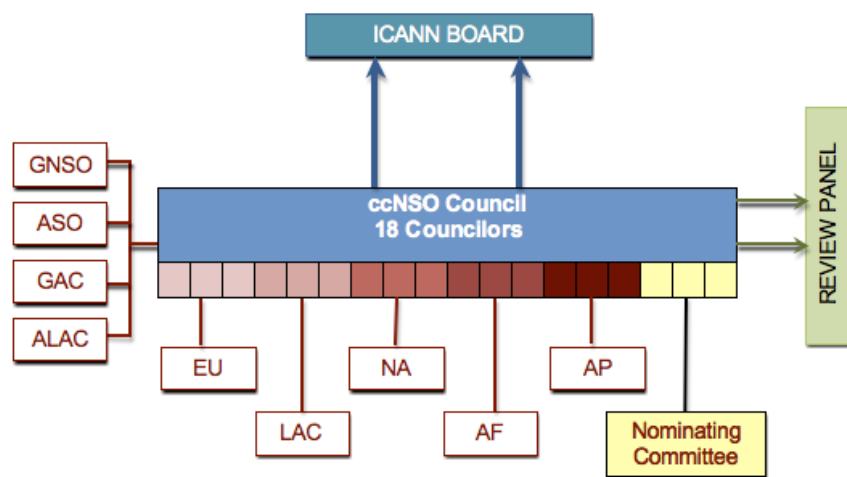 ICANN BOARD
GNSO
ASO
GAC
ALAC
ccNSO Council
18 Councilors
REVIEW PANEL
EU
NA
AP
LAC
AF
Nominating
Committee